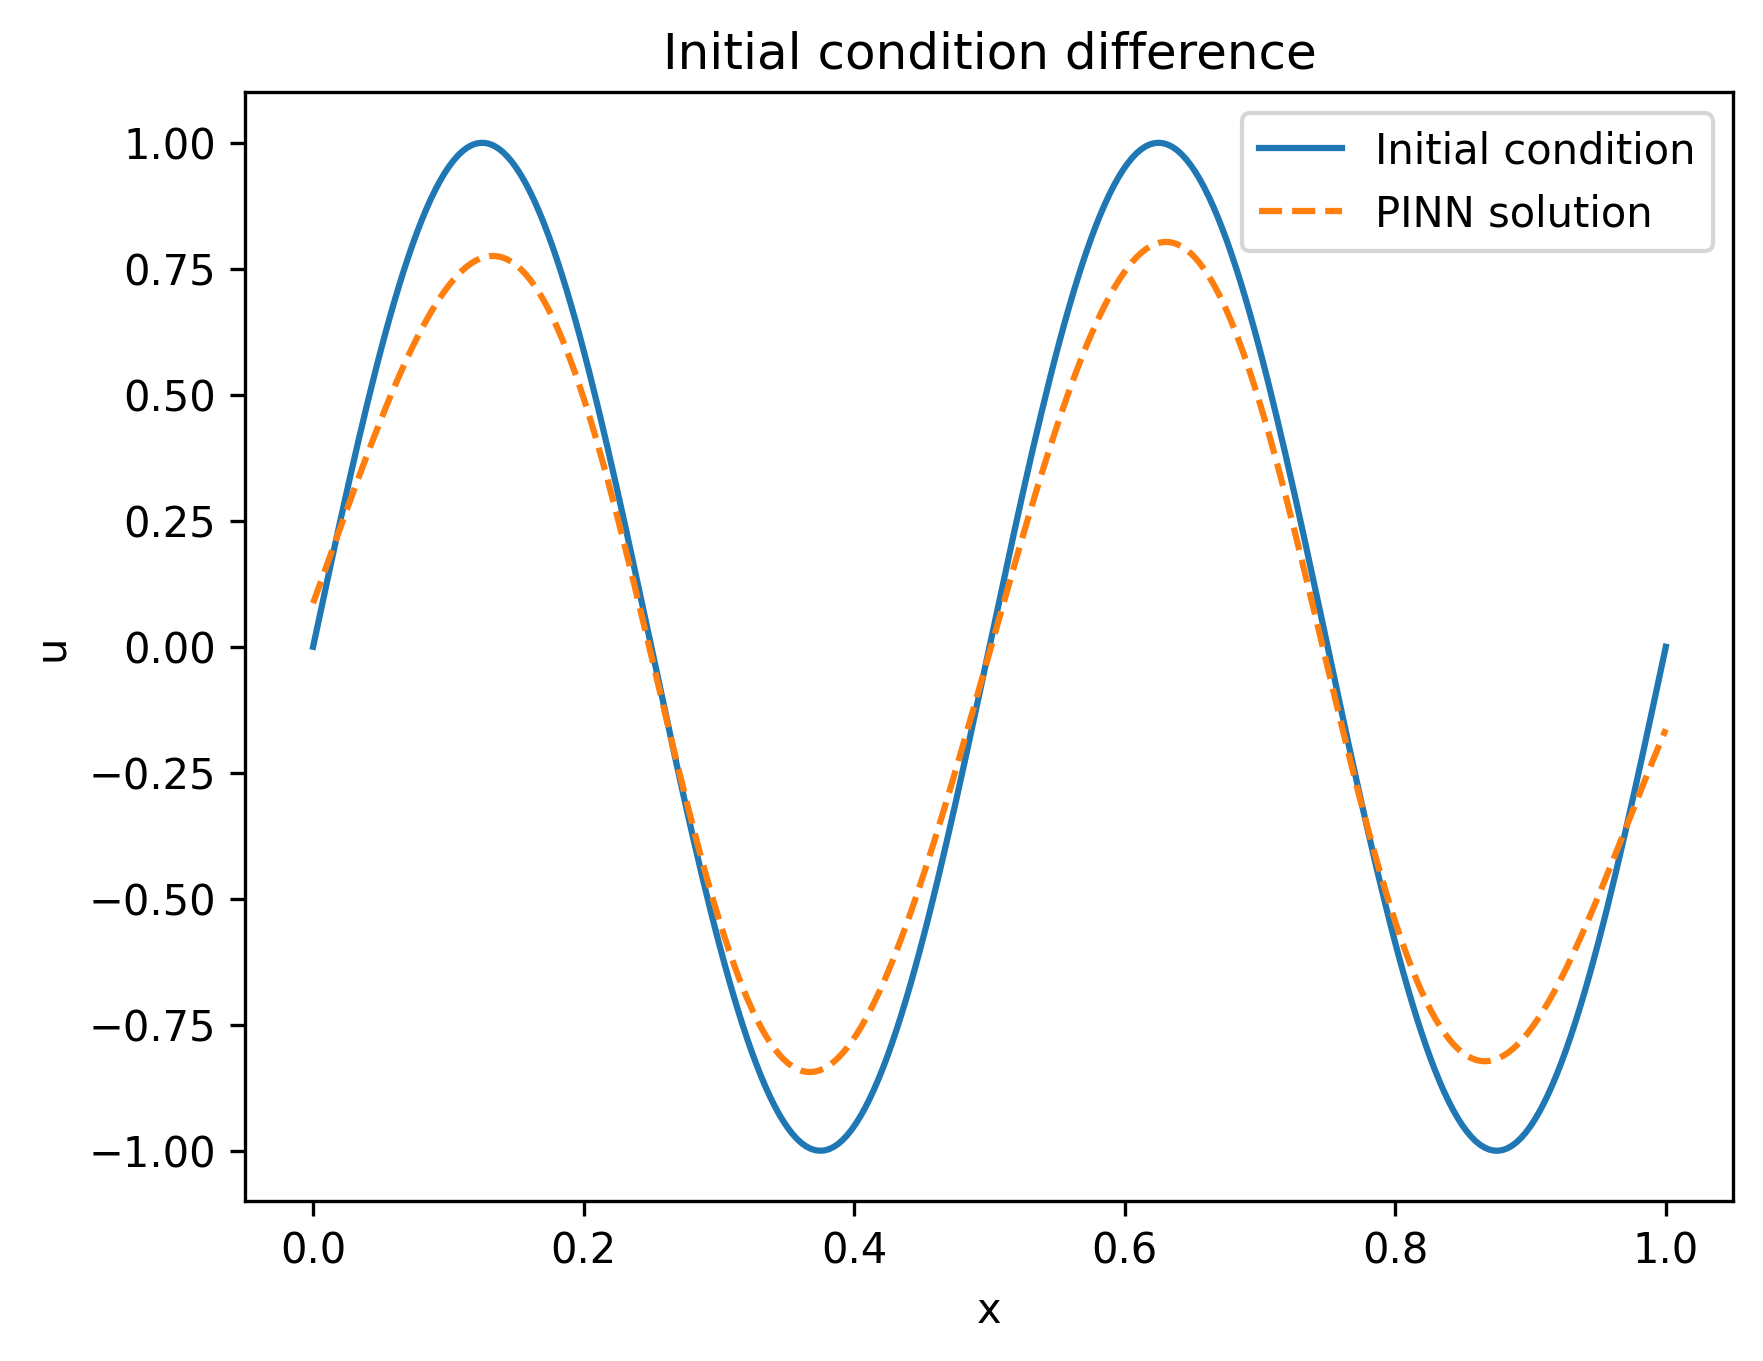 Initial condition difference
Initial condition
PINN solution
1.00
0.75
0.50
0.25
0.00
−0.25
−0.50
−0.75
−1.00
u
0.0 0.2 0.4 0.6 0.8 1.0
x